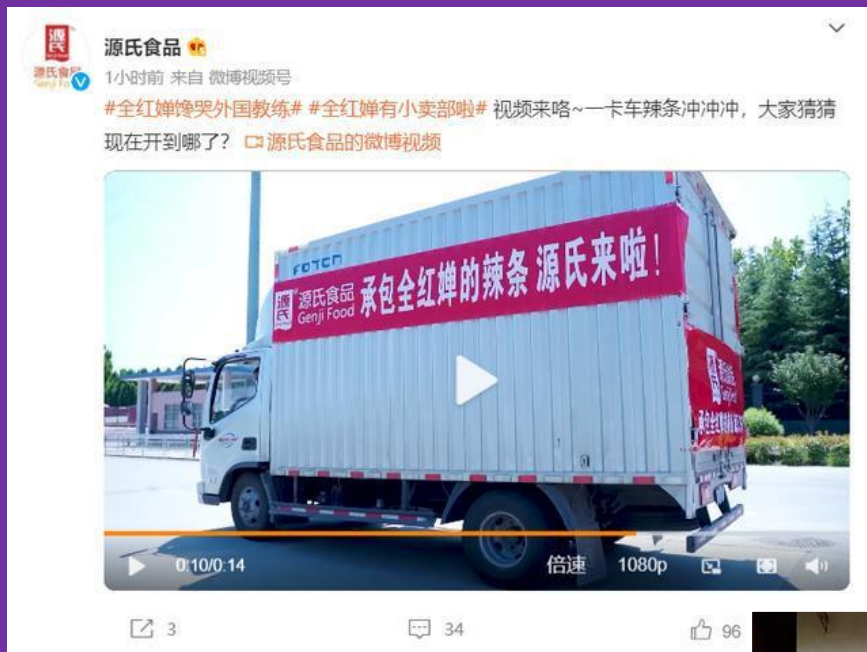 源氏食品
1小时前 来自 微博视频号
#全红婵馋哭外国教练# #全红婵有小卖部啦# 视频来咯~一卡车辣条冲冲冲，大家猜猜
现在开到哪了？ 源氏食品的微博视频
FOTON
源氏 源氏食品 承包全红婵的辣条 源氏来啦！
Genji Food
0:10/0:14 倍速 1080p
3 34 96